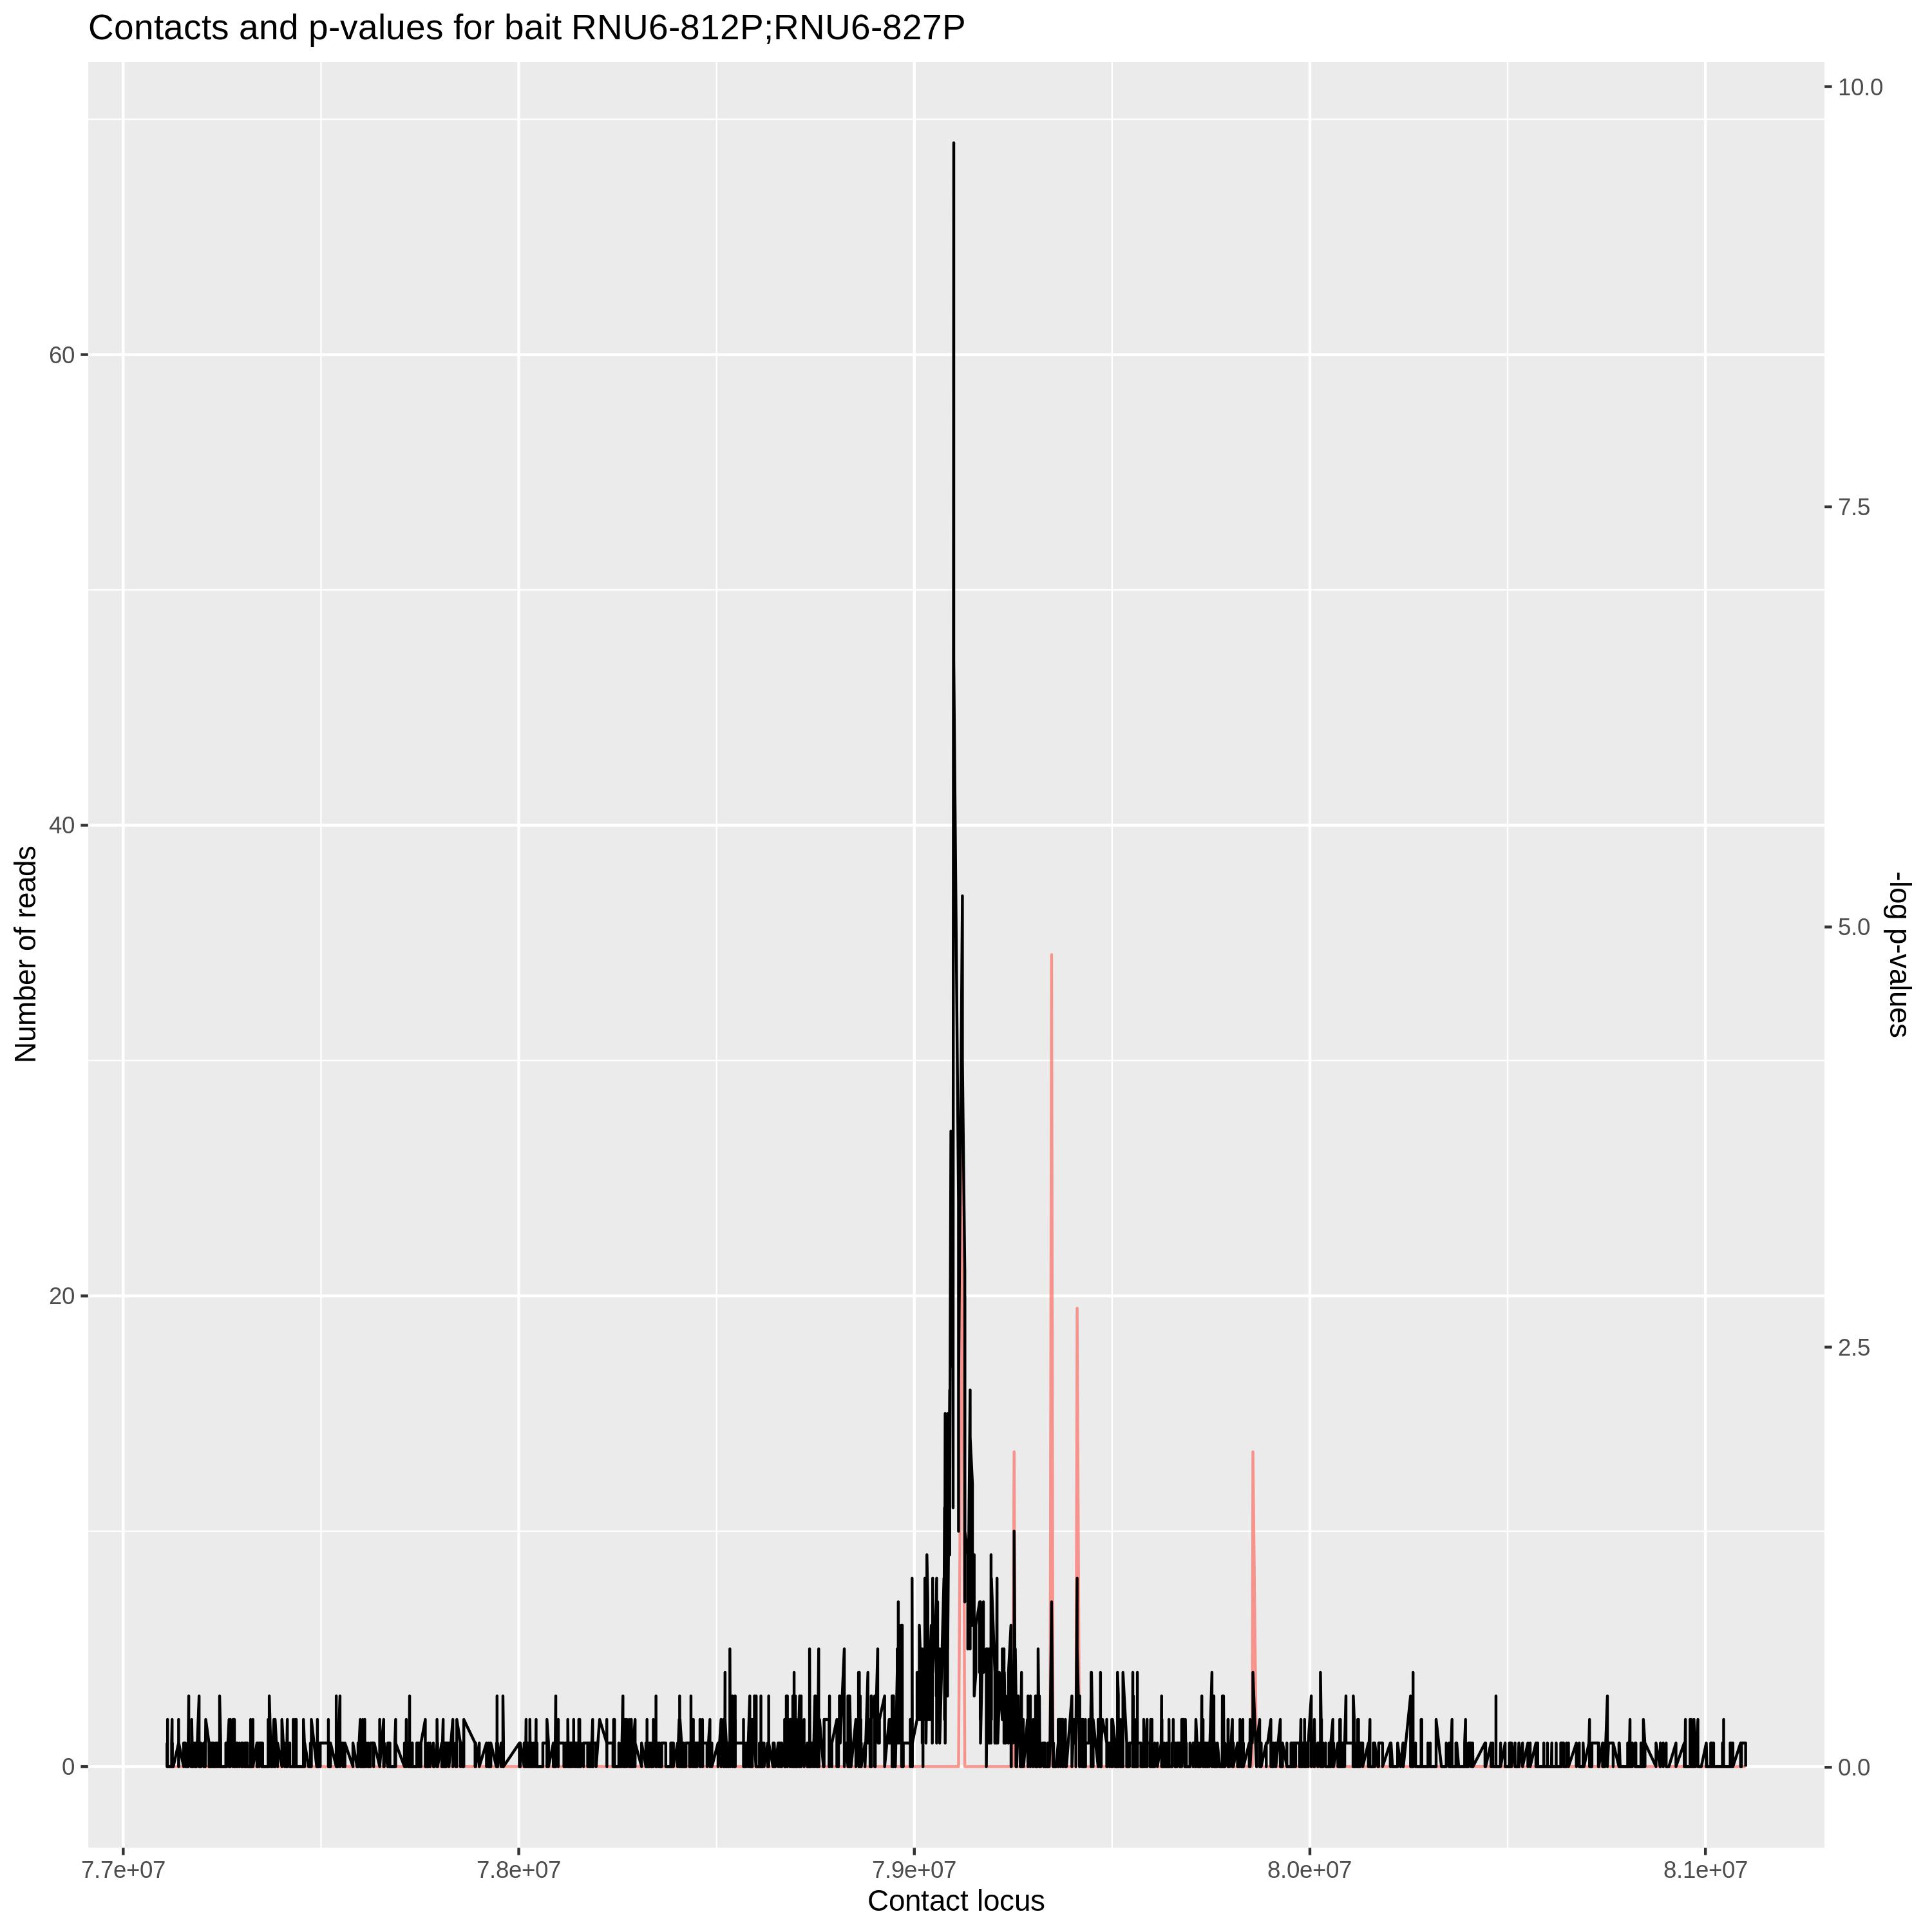 Contacts and p-values for bait RNU6-812P;RNU6-827P
10.0
60
7.5
40
5.0
Number of reads
-log p-values
20
2.5
0
0.0
7.7e+07 7.8e+07 7.9e+07 8.0e+07 8.1e+07
Contact locus